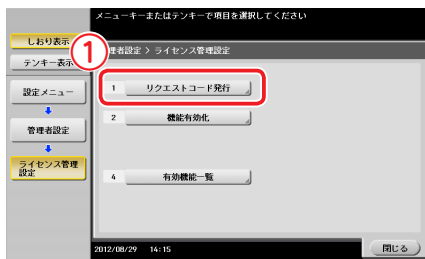 メニューキーまたはテンキーで項目を選択してください
しおり表示
①
者設定 > ライセンス管理設定
テンキー表示
1 リクエストコード発行
設定メニュー
2 機能有効化
管理者設定
ライセンス管理
設定
4 有効機能一覧
2012/08/29 14:15
閉じる